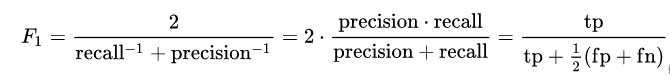 F₁ = 2 / (recall⁻¹ + precision⁻¹) = 2 · (precision · recall) / (precision + recall) = tp / (tp + ½(fp + fn))